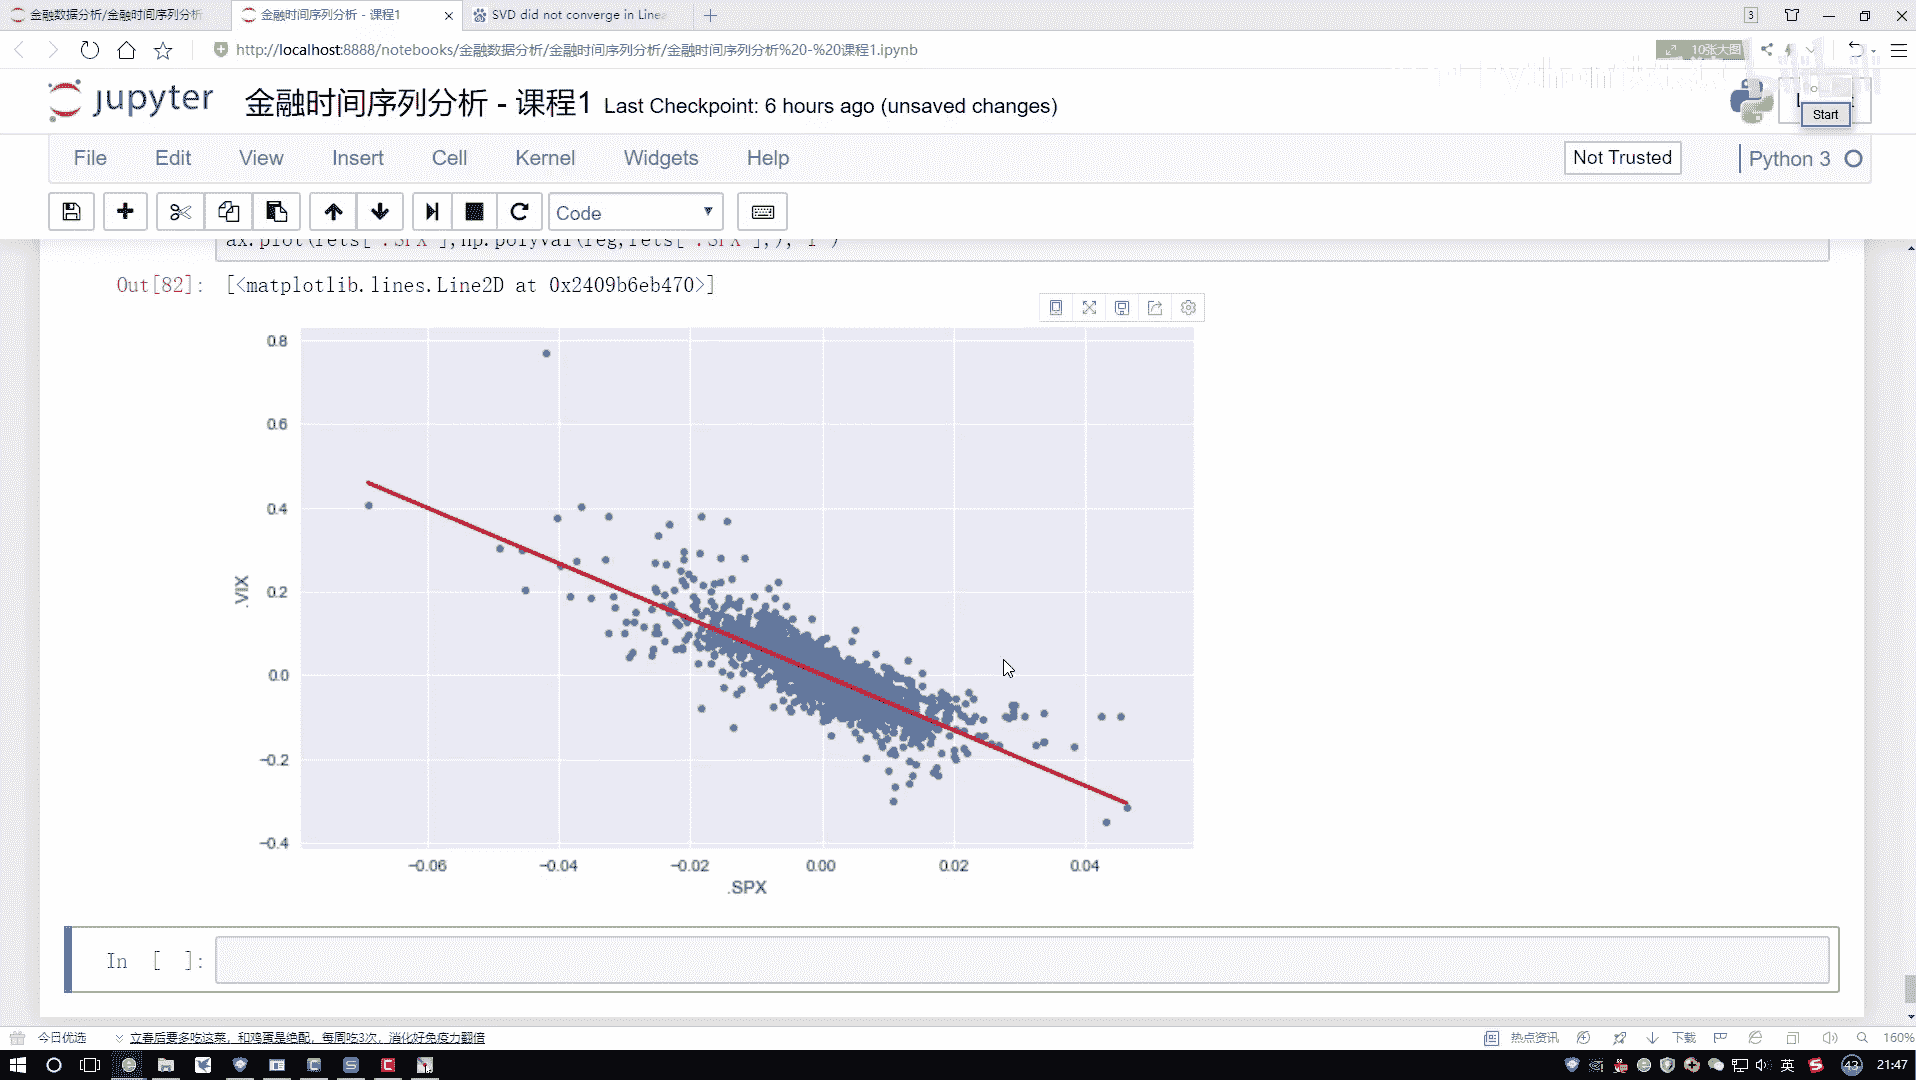 金融数据分析/金融时间序列分析
金融时间序列分析 - 课程1
SVD did not converge in Linea
3
http://localhost:8888/notebooks/金融数据分析/金融时间序列分析/金融时间序列分析%20-%20课程1.ipynb
10张大图
jupyter 金融时间序列分析 - 课程1 Last Checkpoint: 6 hours ago (unsaved changes)
Start
File Edit View Insert Cell Kernel Widgets Help
Not Trusted
Python 3
Code
ax.plot(rets['.SPX'],np.polyval(reg,rets['.SPX'],),'r')
Out[82]: [<matplotlib.lines.Line2D at 0x2409b6eb470>]
0.8
0.6
0.4
0.2
0.0
−0.2
−0.4
.VIX
−0.06 −0.04 −0.02 0.00 0.02 0.04
.SPX
In [ ]:
今日优选
立春后要多吃这菜，和鸡蛋是绝配，每周吃3次，消化好免疫力翻倍
热点资讯
下载
160%
英
43
21:47